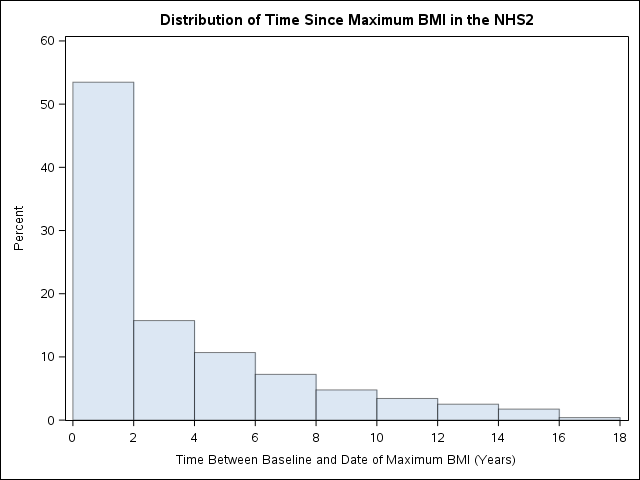 Distribution of Time Since Maximum BMI in the NHS2
60
50
40
30
20
10
0
Percent
0 2 4 6 8 10 12 14 16 18
Time Between Baseline and Date of Maximum BMI (Years)